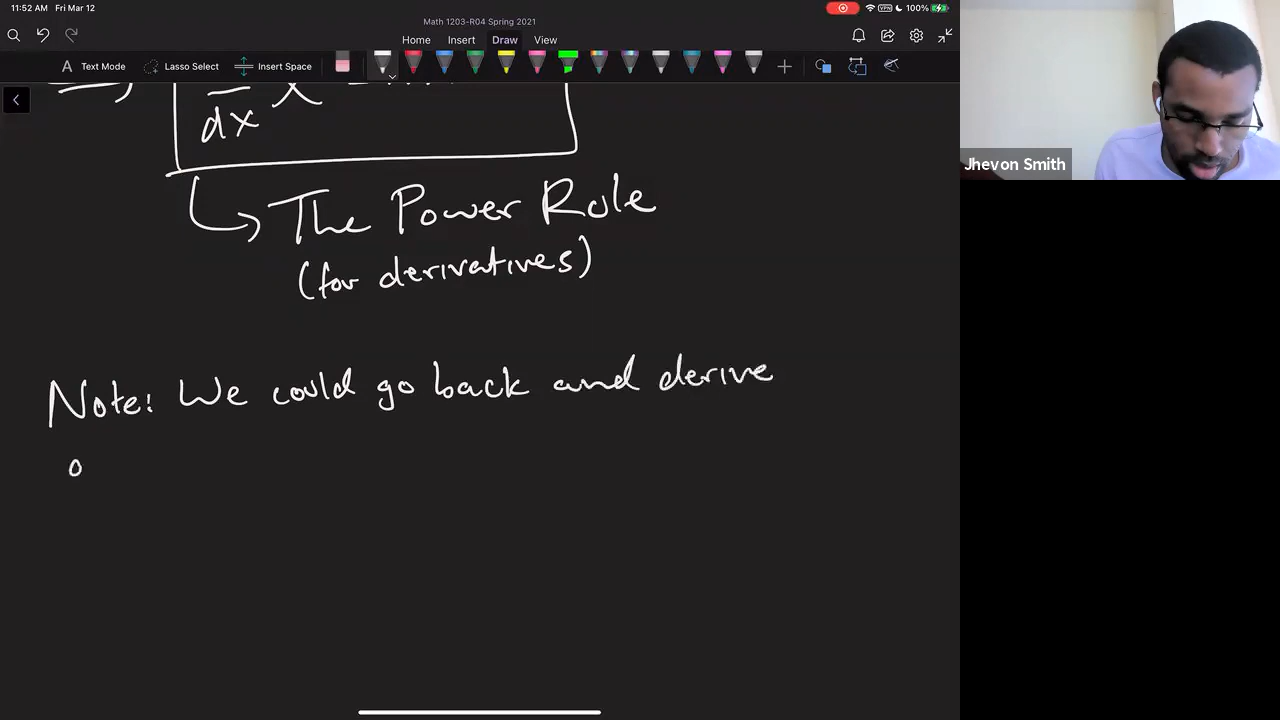 11:52 AM Fri Mar 12
VPN 100%
Math 1203-R04 Spring 2021
Home Insert Draw View
A Text Mode Lasso Select Insert Space
Jhevon Smith
dx
The Power Rule
(for derivatives)
Note: We could go back and derive
o